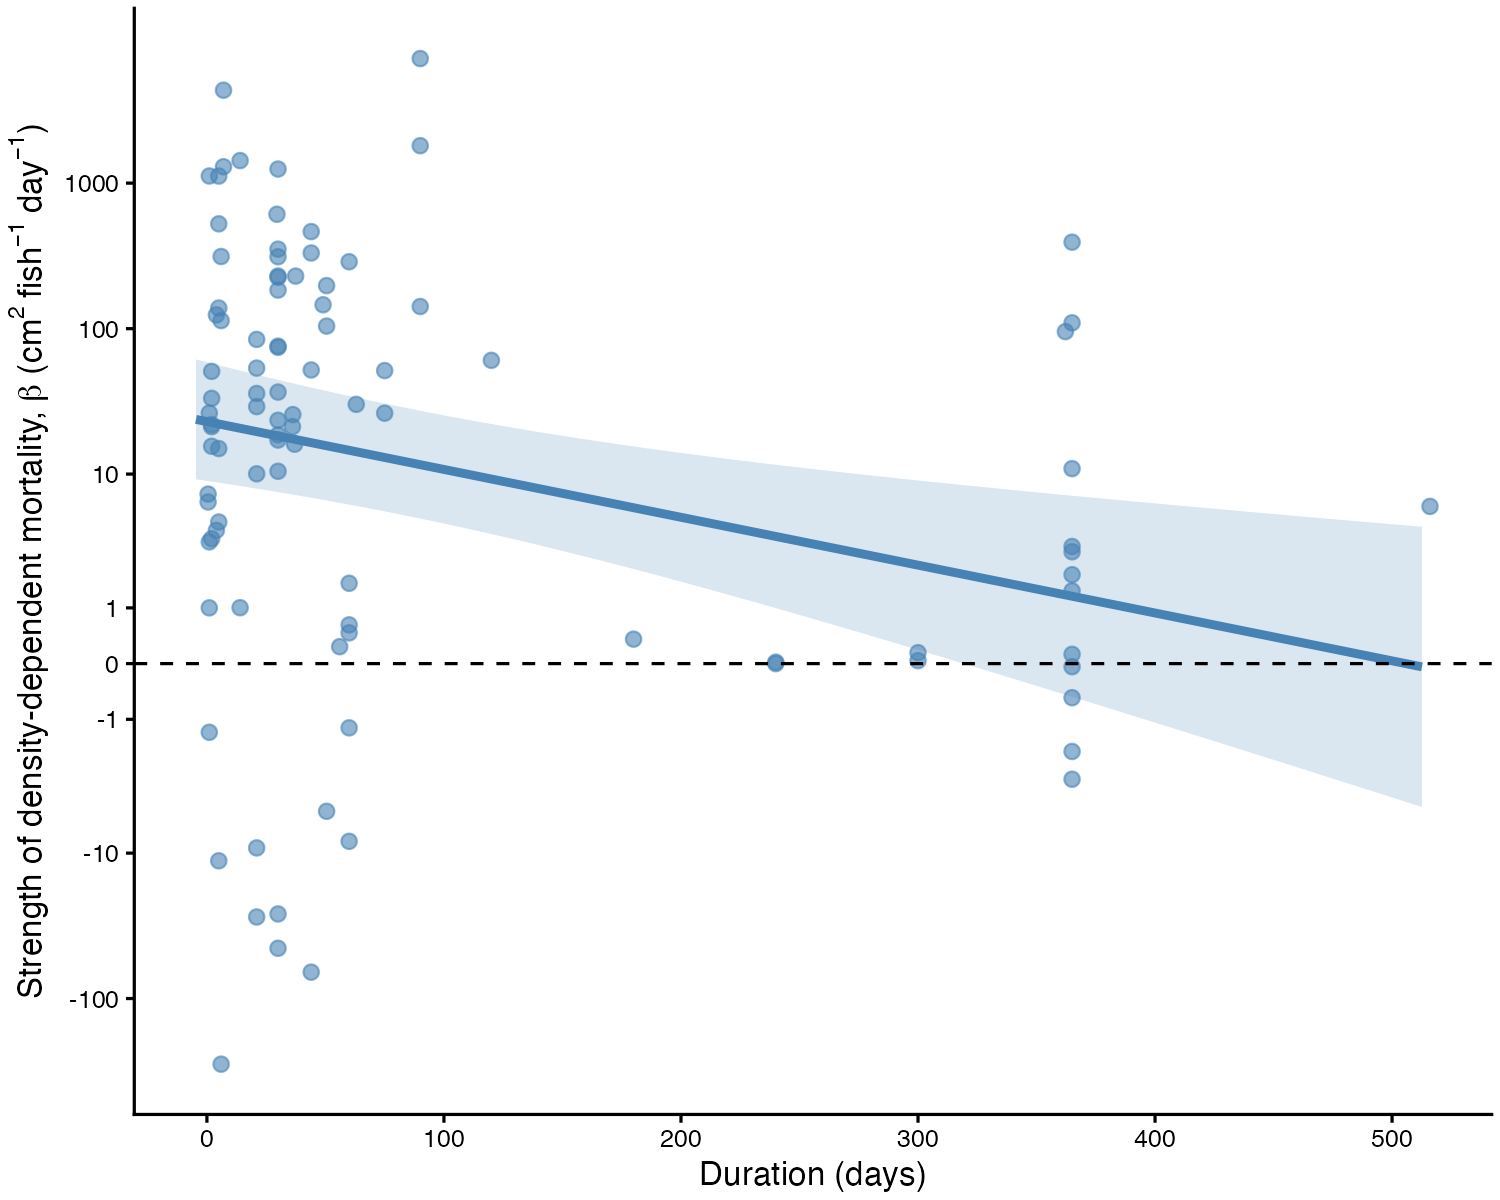 Strength of density-dependent mortality, β (cm² fish⁻¹ day⁻¹)
1000
100
10
1
0
-1
-10
-100
0 100 200 300 400 500
Duration (days)